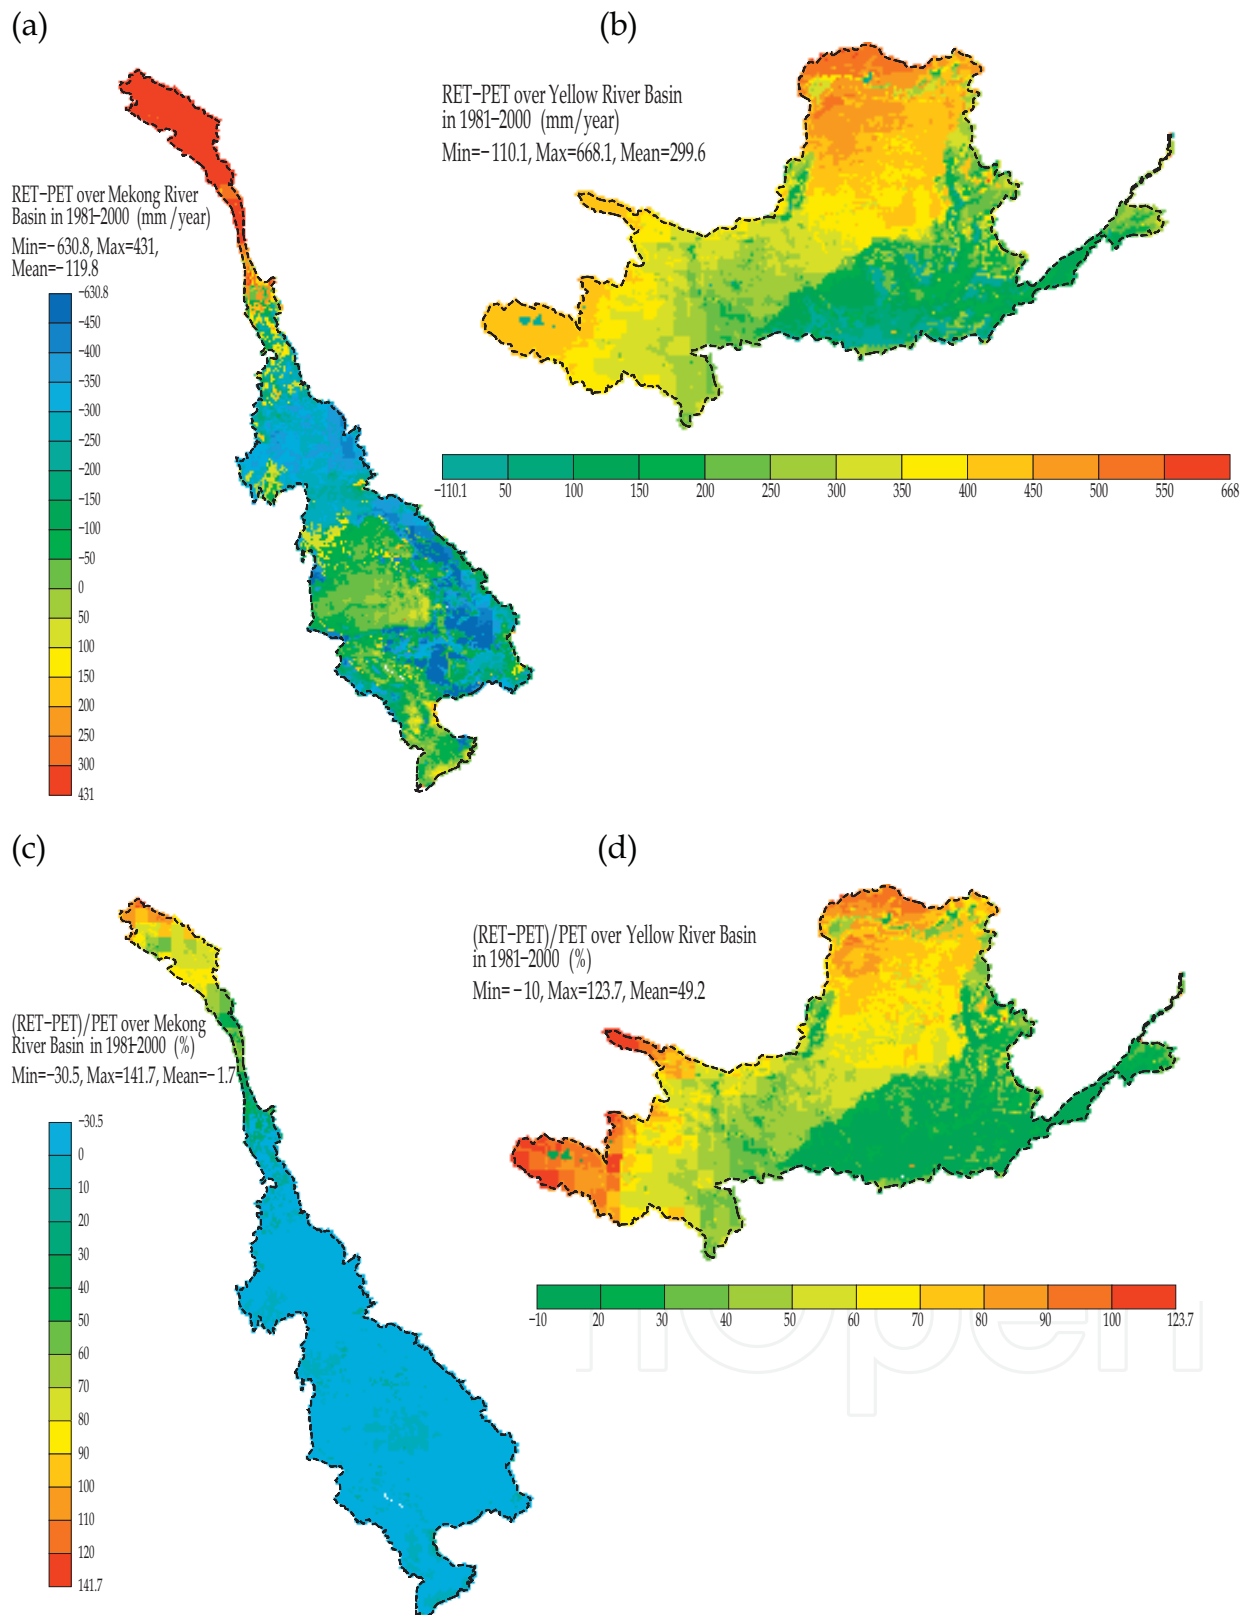 (a)
(b)
RET-PET over Yellow River Basin
in 1981-2000 (mm/year)
Min=-110.1, Max=668.1, Mean=299.6
RET-PET over Mekong River
Basin in 1981-2000 (mm/year)
Min=-630.8, Max=431,
Mean=-119.8
-630.8
-450
-400
-350
-300
-250
-200
-150
-100
-50
0
50
100
150
200
250
300
431
-110.1 50 100 150 200 250 300 350 400 450 500 550 668
(c)
(d)
(RET-PET)/PET over Yellow River Basin
in 1981-2000 (%)
Min= -10, Max=123.7, Mean=49.2
(RET-PET)/PET over Mekong
River Basin in 1981-2000 (%)
Min=-30.5, Max=141.7, Mean=-1.7
-30.5
0
10
20
30
40
50
60
70
80
90
100
110
120
141.7
-10 20 30 40 50 60 70 80 90 100 123.7